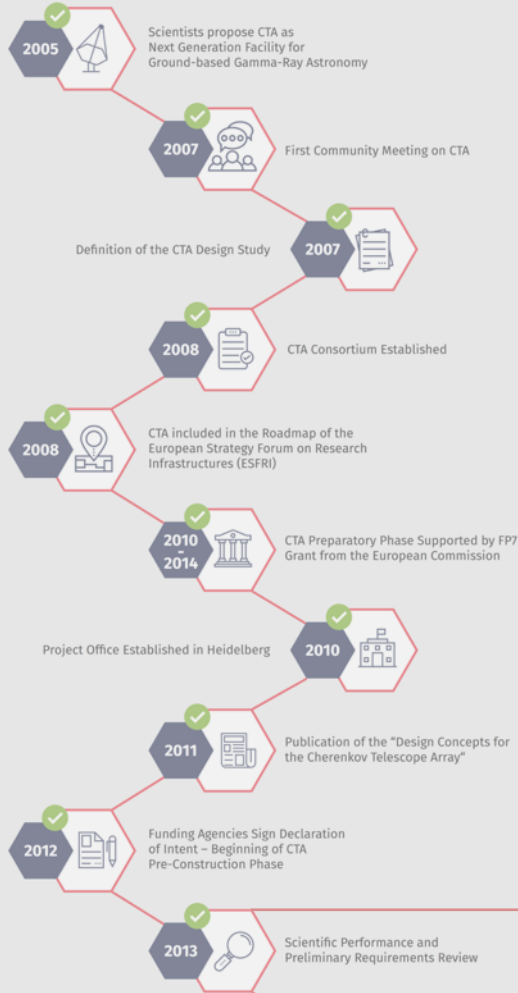 2005
Scientists propose CTA as
Next Generation Facility for
Ground-based Gamma-Ray Astronomy
2007
First Community Meeting on CTA
Definition of the CTA Design Study
2007
2008
CTA Consortium Established
2008
CTA included in the Roadmap of the
European Strategy Forum on Research
Infrastructures (ESFRI)
2010
-
2014
CTA Preparatory Phase Supported by FP7
Grant from the European Commission
Project Office Established in Heidelberg
2010
2011
Publication of the “Design Concepts for
the Cherenkov Telescope Array”
2012
Funding Agencies Sign Declaration
of Intent – Beginning of CTA
Pre-Construction Phase
2013
Scientific Performance and
Preliminary Requirements Review